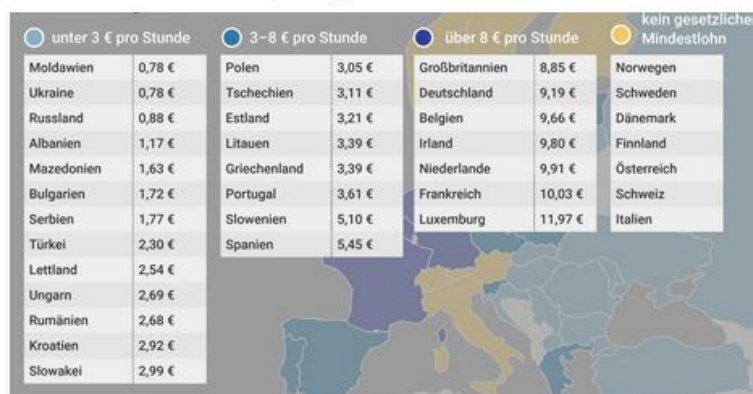 unter 3 € pro Stunde
Moldawien 0,78 €
Ukraine 0,78 €
Russland 0,88 €
Albanien 1,17 €
Mazedonien 1,63 €
Bulgarien 1,72 €
Serbien 1,77 €
Türkei 2,30 €
Lettland 2,54 €
Ungarn 2,69 €
Rumänien 2,68 €
Kroatien 2,92 €
Slowakei 2,99 €
3–8 € pro Stunde
Polen 3,05 €
Tschechien 3,11 €
Estland 3,21 €
Litauen 3,39 €
Griechenland 3,39 €
Portugal 3,61 €
Slowenien 5,10 €
Spanien 5,45 €
über 8 € pro Stunde
Großbritannien 8,85 €
Deutschland 9,19 €
Belgien 9,66 €
Irland 9,80 €
Niederlande 9,91 €
Frankreich 10,03 €
Luxemburg 11,97 €
kein gesetzlicher
Mindestlohn
Norwegen
Schweden
Dänemark
Finnland
Österreich
Schweiz
Italien